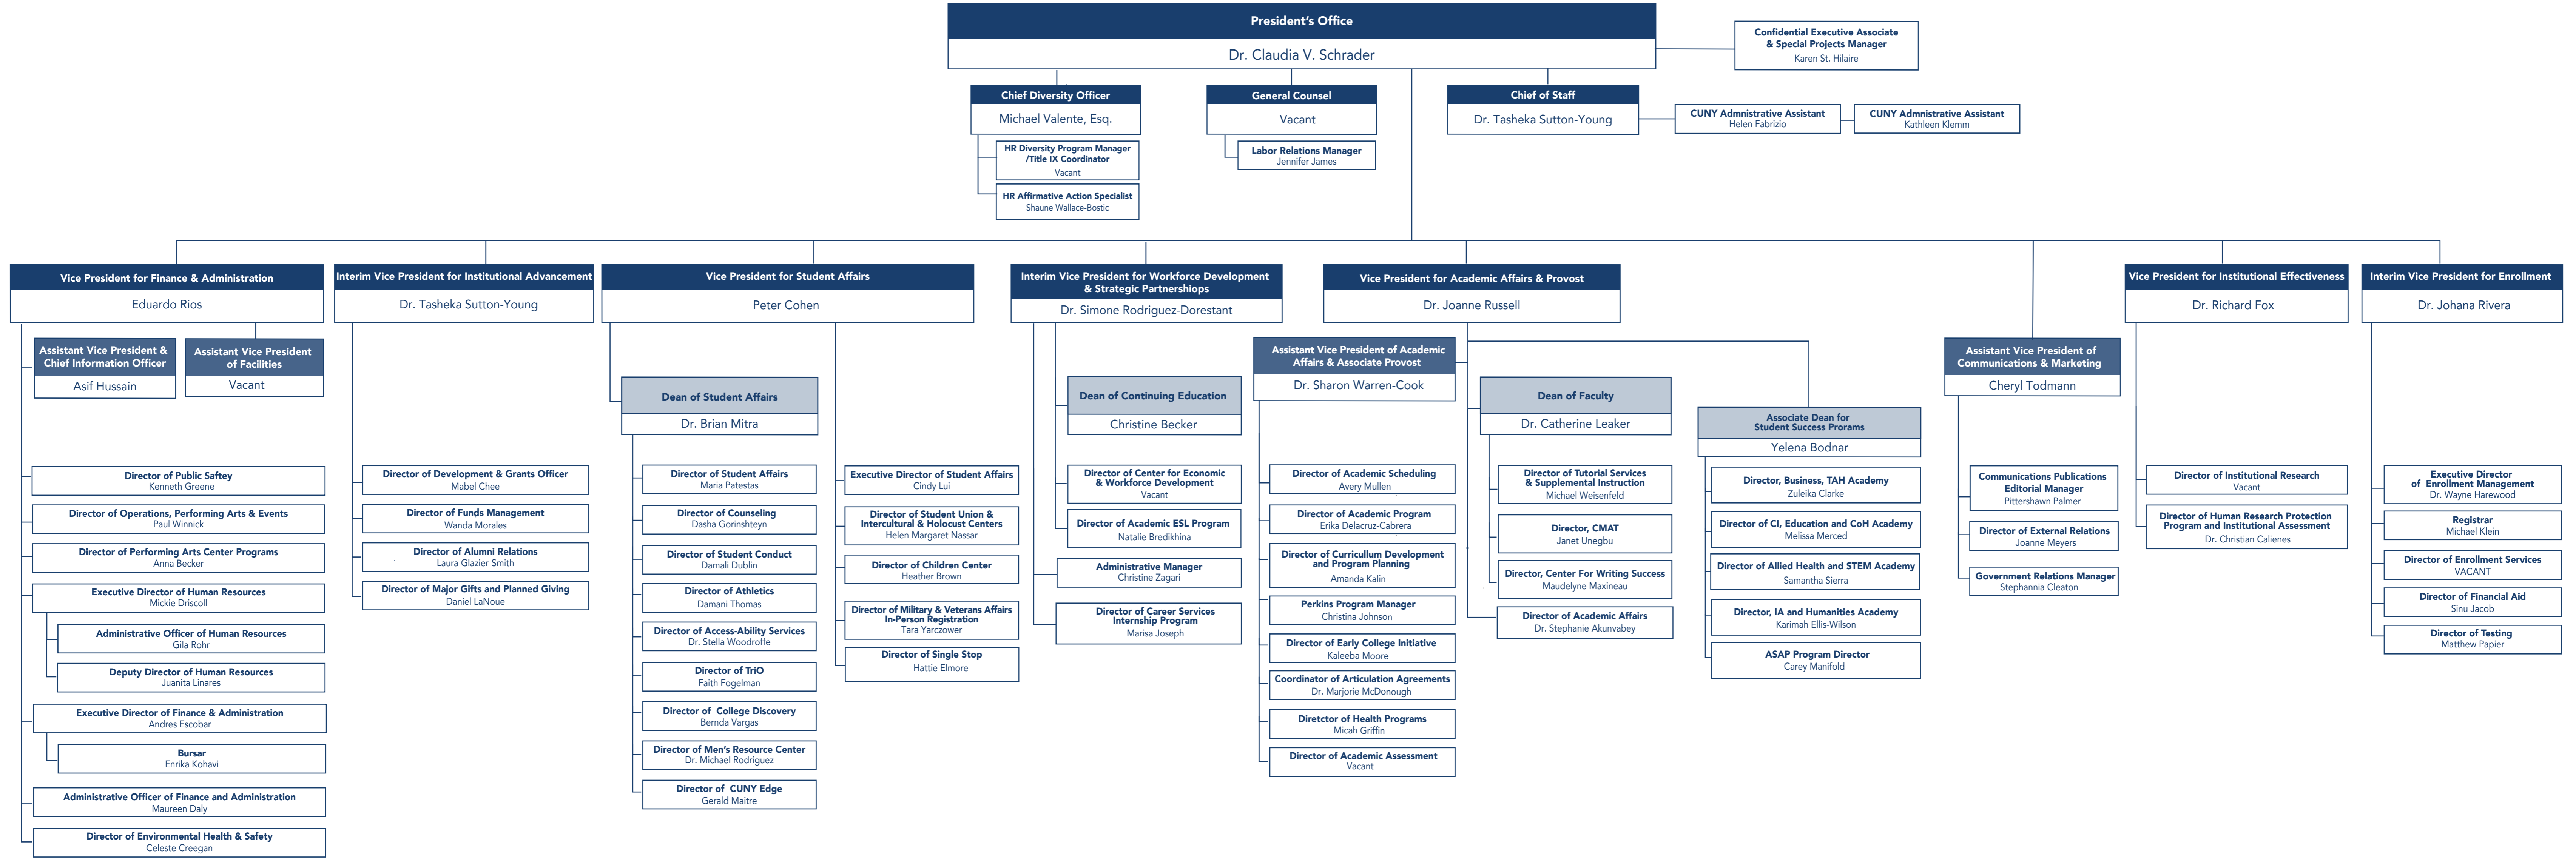 President's Office
Dr. Claudia V. Schrader
Confidential Executive Associate
& Special Projects Manager
Karen St. Hilaire
Chief Diversity Officer
Michael Valente, Esq.
HR Diversity Program Manager
/Title IX Coordinator
Vacant
HR Affirmative Action Specialist
Shaune Wallace-Bostic
General Counsel
Vacant
Labor Relations Manager
Jennifer James
Chief of Staff
Dr. Tasheka Sutton-Young
CUNY Admnistrative Assistant
Helen Fabrizio
CUNY Admnistrative Assistant
Kathleen Klemm
Vice President for Finance & Administration
Eduardo Rios
Assistant Vice President &
Chief Information Officer
Asif Hussain
Assistant Vice President
of Facilities
Vacant
Director of Public Saftey
Kenneth Greene
Director of Operations, Performing Arts & Events
Paul Winnick
Director of Performing Arts Center Programs
Anna Becker
Executive Director of Human Resources
Mickie Driscoll
Administrative Officer of Human Resources
Gila Rohr
Deputy Director of Human Resources
Juanita Linares
Executive Director of Finance & Administration
Andres Escobar
Bursar
Enrika Kohavi
Administrative Officer of Finance and Administration
Maureen Daly
Director of Environmental Health & Safety
Celeste Creegan
Interim Vice President for Institutional Advancement
Dr. Tasheka Sutton-Young
Director of Development & Grants Officer
Mabel Chee
Director of Funds Management
Wanda Morales
Director of Alumni Relations
Laura Glazier-Smith
Director of Major Gifts and Planned Giving
Daniel LaNoue
Vice President for Student Affairs
Peter Cohen
Dean of Student Affairs
Dr. Brian Mitra
Director of Student Affairs
Maria Patestas
Director of Counseling
Dasha Gorinshteyn
Director of Student Conduct
Damali Dublin
Director of Athletics
Damani Thomas
Director of Access-Ability Services
Dr. Stella Woodroffe
Director of TriO
Faith Fogelman
Director of College Discovery
Bernda Vargas
Director of Men's Resource Center
Dr. Michael Rodriguez
Director of CUNY Edge
Gerald Maitre
Executive Director of Student Affairs
Cindy Lui
Director of Student Union &
Intercultural & Holocust Centers
Helen Margaret Nassar
Director of Children Center
Heather Brown
Director of Military & Veterans Affairs
In-Person Registration
Tara Yarczower
Director of Single Stop
Hattie Elmore
Interim Vice President for Workforce Development
& Strategic Partnershiops
Dr. Simone Rodriguez-Dorestant
Dean of Continuing Education
Christine Becker
Director of Center for Economic
& Workforce Development
Vacant
Director of Academic ESL Program
Natalie Bredikhina
Administrative Manager
Christine Zagari
Director of Career Services
Internship Program
Marisa Joseph
Vice President for Academic Affairs & Provost
Dr. Joanne Russell
Assistant Vice President of Academic
Affairs & Associate Provost
Dr. Sharon Warren-Cook
Director of Academic Scheduling
Avery Mullen
Director of Academic Program
Erika Delacruz-Cabrera
Director of Curricullum Development
and Program Planning
Amanda Kalin
Perkins Program Manager
Christina Johnson
Director of Early College Initiative
Kaleeba Moore
Coordinator of Articulation Agreements
Dr. Marjorie McDonough
Diretctor of Health Programs
Micah Griffin
Director of Academic Assessment
Vacant
Dean of Faculty
Dr. Catherine Leaker
Director of Tutorial Services
& Supplemental Instruction
Michael Weisenfeld
Director, CMAT
Janet Unegbu
Director, Center For Writing Success
Maudelyne Maxineau
Director of Academic Affairs
Dr. Stephanie Akunvabey
Associate Dean for
Student Success Prorams
Yelena Bodnar
Director, Business, TAH Academy
Zuleika Clarke
Director of CI, Education and CoH Academy
Melissa Merced
Director of Allied Health and STEM Academy
Samantha Sierra
Director, IA and Humanities Academy
Karimah Ellis-Wilson
ASAP Program Director
Carey Manifold
Assistant Vice President of
Communications & Marketing
Cheryl Todmann
Communications Publications
Editorial Manager
Pittershawn Palmer
Director of External Relations
Joanne Meyers
Government Relations Manager
Stephannia Cleaton
Vice President for Institutional Effectiveness
Dr. Richard Fox
Director of Institutional Research
Vacant
Director of Human Research Protection
Program and Institutional Assessment
Dr. Christian Calienes
Interim Vice President for Enrollment
Dr. Johana Rivera
Executive Director
of Enrollment Management
Dr. Wayne Harewood
Registrar
Michael Klein
Director of Enrollment Services
VACANT
Director of Financial Aid
Sinu Jacob
Director of Testing
Matthew Papier